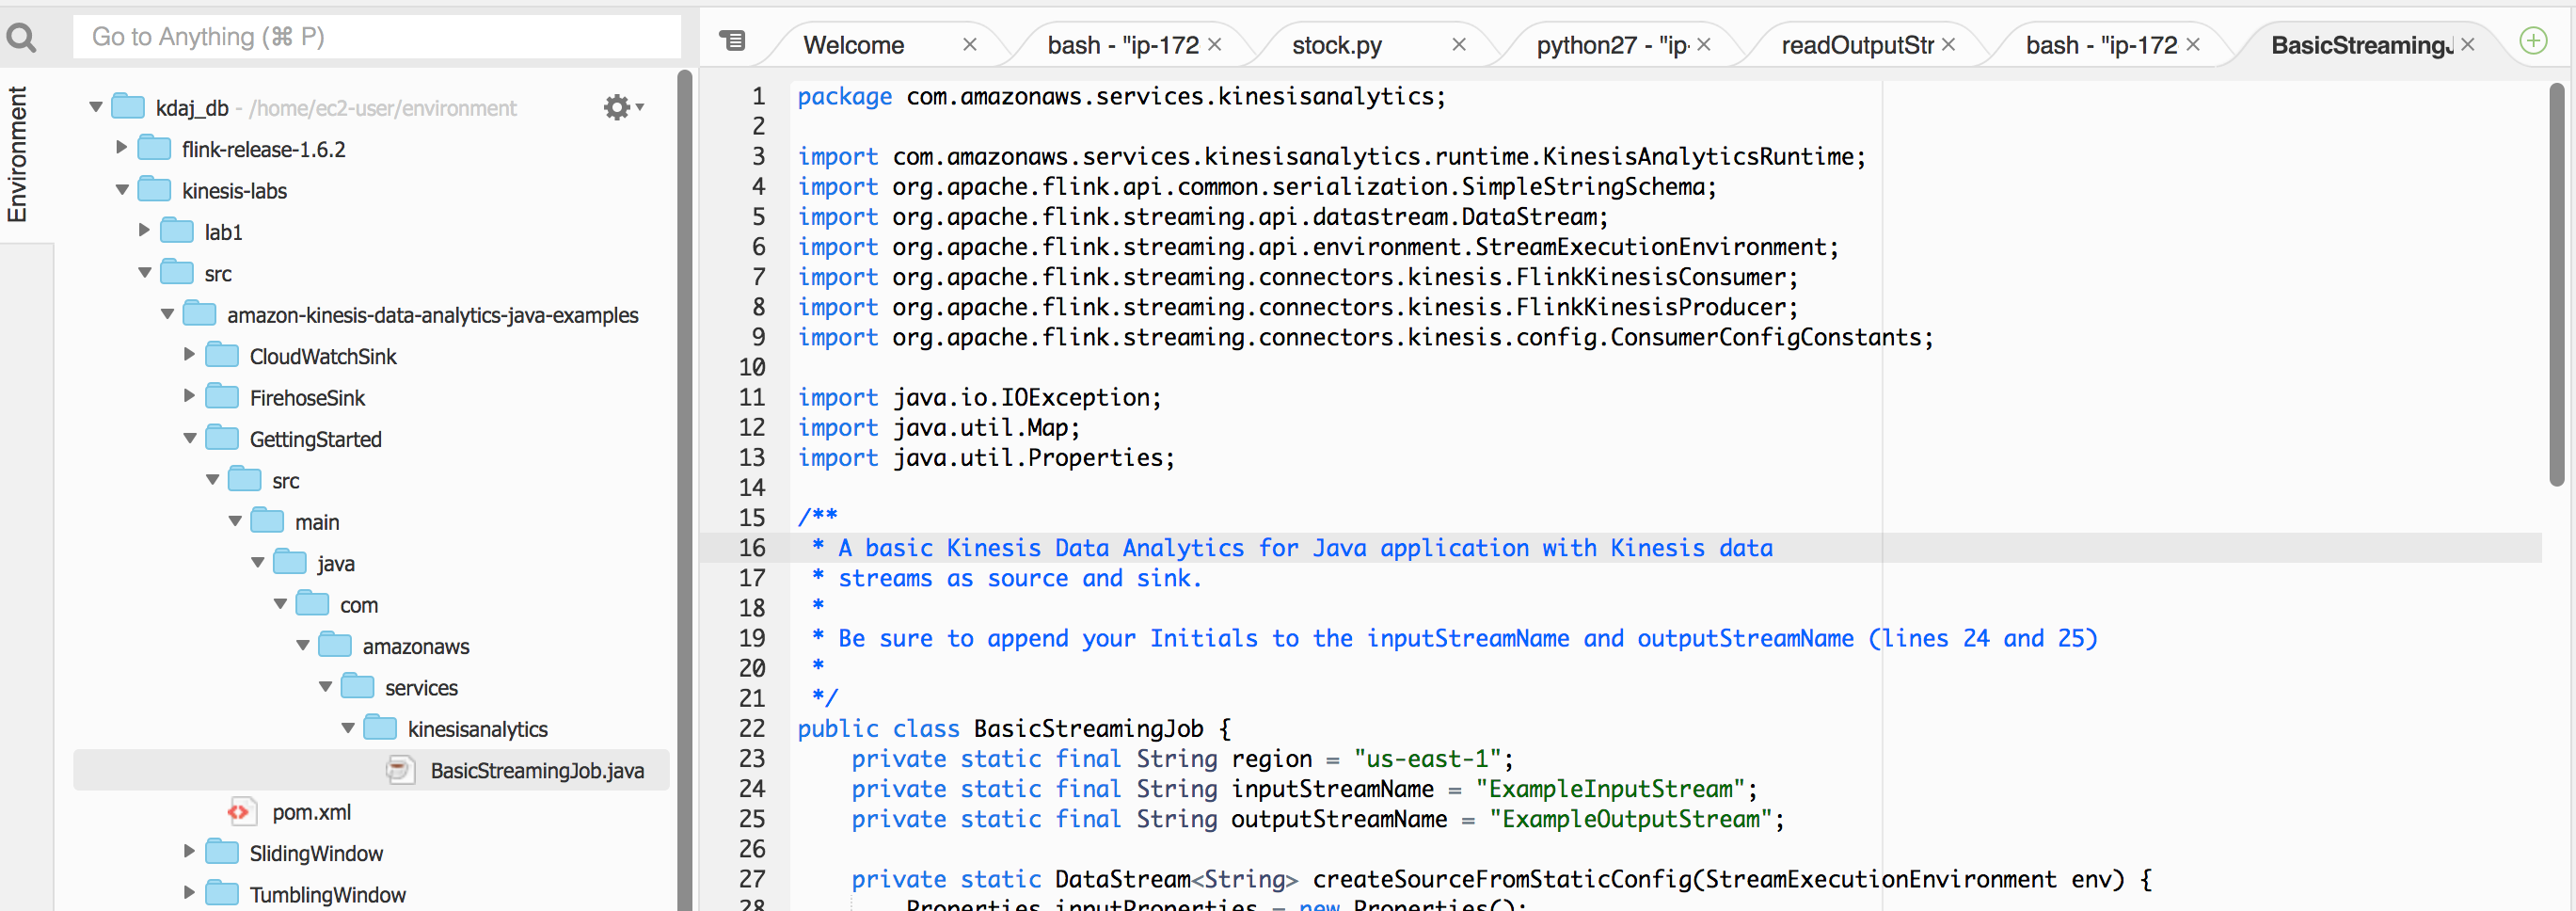 Go to Anything (⌘ P)
Welcome
bash - "ip-172
stock.py
python27 - "ip-
readOutputStr
bash - "ip-172
BasicStreamingJ
Environment
kdaj_db - /home/ec2-user/environment
flink-release-1.6.2
kinesis-labs
lab1
src
amazon-kinesis-data-analytics-java-examples
CloudWatchSink
FirehoseSink
GettingStarted
src
main
java
com
amazonaws
services
kinesisanalytics
BasicStreamingJob.java
pom.xml
SlidingWindow
TumblingWindow
1 package com.amazonaws.services.kinesisanalytics;
2
3 import com.amazonaws.services.kinesisanalytics.runtime.KinesisAnalyticsRuntime;
4 import org.apache.flink.api.common.serialization.SimpleStringSchema;
5 import org.apache.flink.streaming.api.datastream.DataStream;
6 import org.apache.flink.streaming.api.environment.StreamExecutionEnvironment;
7 import org.apache.flink.streaming.connectors.kinesis.FlinkKinesisConsumer;
8 import org.apache.flink.streaming.connectors.kinesis.FlinkKinesisProducer;
9 import org.apache.flink.streaming.connectors.kinesis.config.ConsumerConfigConstants;
10
11 import java.io.IOException;
12 import java.util.Map;
13 import java.util.Properties;
14
15 /**
16 * A basic Kinesis Data Analytics for Java application with Kinesis data
17 * streams as source and sink.
18 *
19 * Be sure to append your Initials to the inputStreamName and outputStreamName (lines 24 and 25)
20 *
21 */
22 public class BasicStreamingJob {
23 private static final String region = "us-east-1";
24 private static final String inputStreamName = "ExampleInputStream";
25 private static final String outputStreamName = "ExampleOutputStream";
26
27 private static DataStream<String> createSourceFromStaticConfig(StreamExecutionEnvironment env) {
28 Properties inputProperties = new Properties();